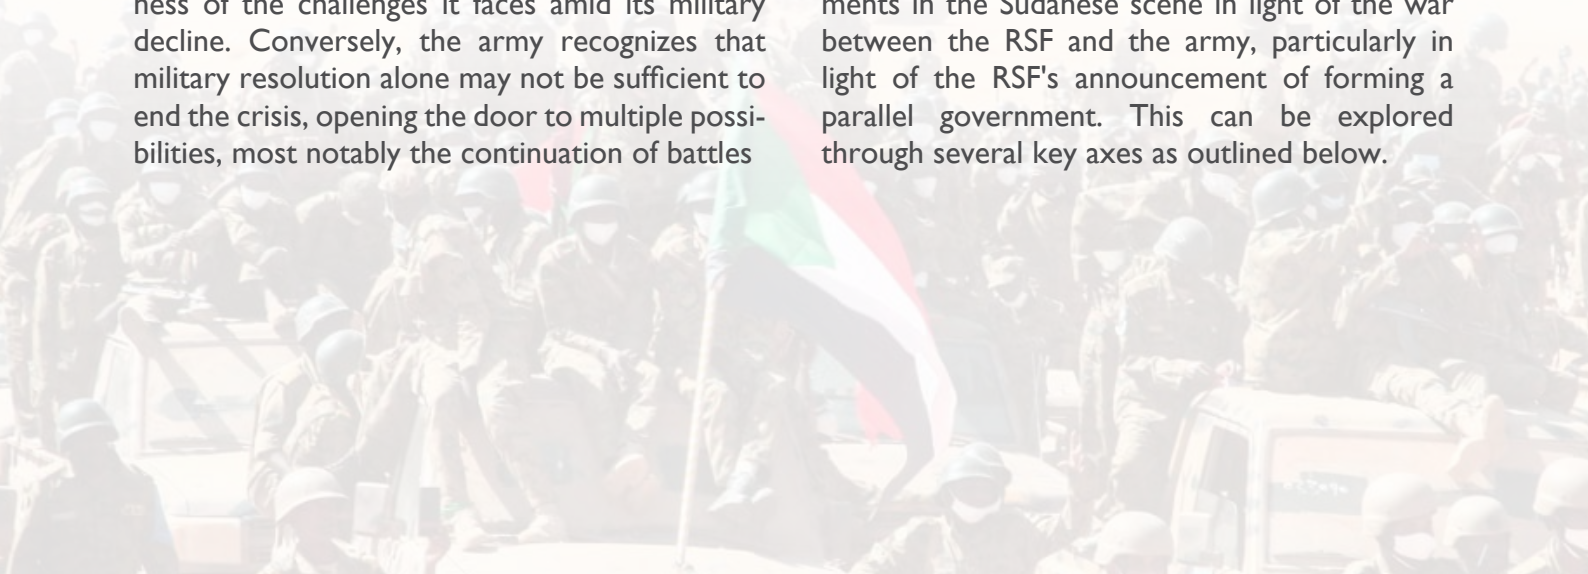 ness of the challenges it faces amid its military
decline. Conversely, the army recognizes that
military resolution alone may not be sufficient to
end the crisis, opening the door to multiple possi-
bilities, most notably the continuation of battles
ments in the Sudanese scene in light of the war
between the RSF and the army, particularly in
light of the RSF's announcement of forming a
parallel government. This can be explored
through several key axes as outlined below.